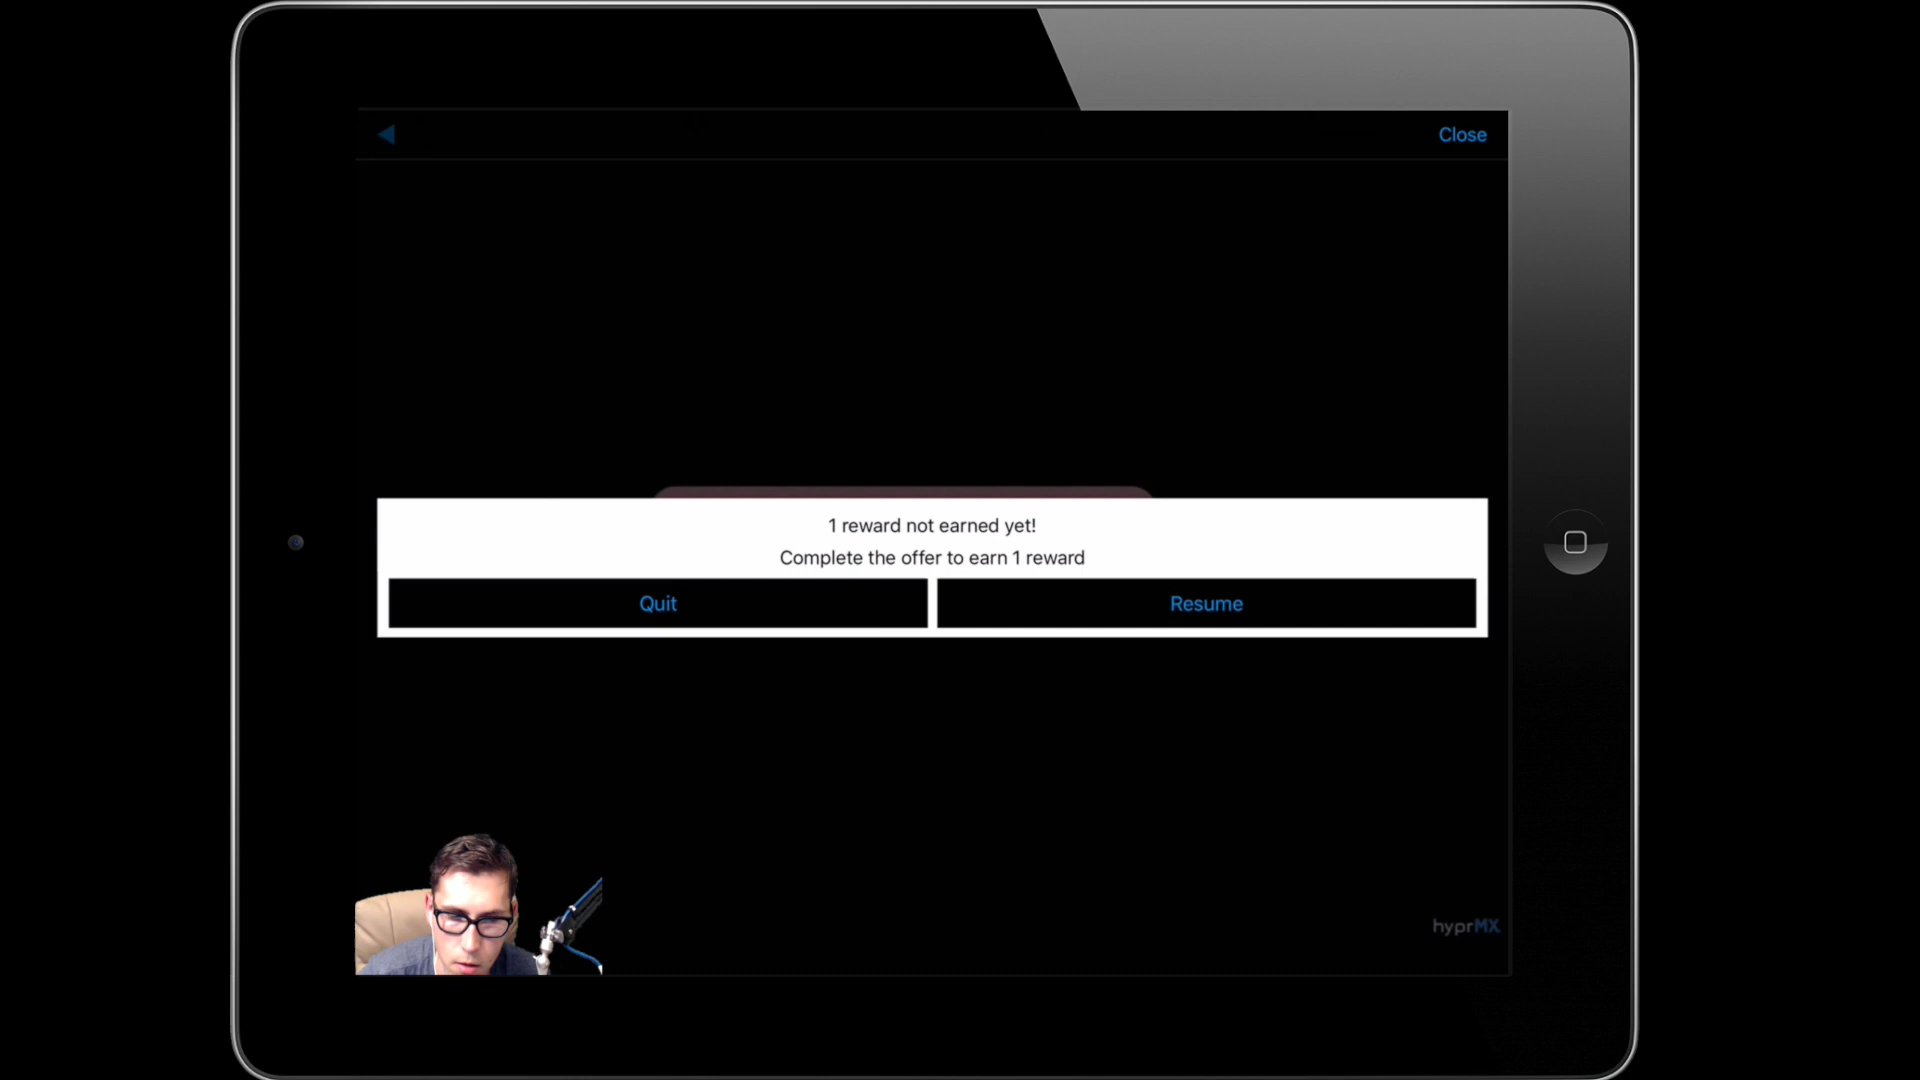 Close
1 reward not earned yet!
Complete the offer to earn 1 reward
Quit
Resume
hyprMX